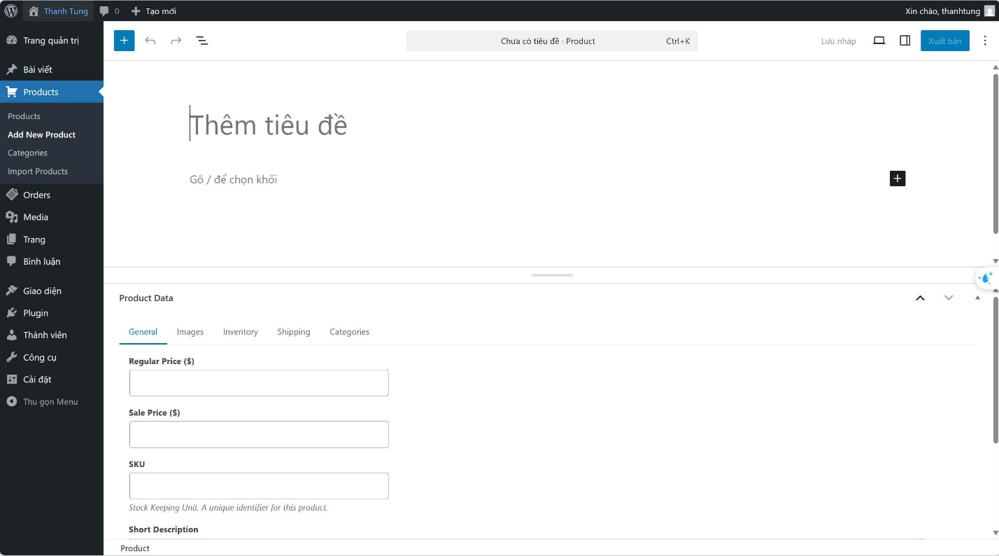 Thanh Tung 0 Tạo mới Xin chào, thanhtung
Trang quản trị
Bài viết
Products
Products
Add New Product
Categories
Import Products
Orders
Media
Trang
Bình luận
Giao diện
Plugin
Thành viên
Công cụ
Cài đặt
Thu gọn Menu
Chưa có tiêu đề · Product Ctrl+K
Lưu nháp
Xuất bản
Thêm tiêu đề
Gõ / để chọn khối
Product Data
General Images Inventory Shipping Categories
Regular Price ($)
Sale Price ($)
SKU
Stock Keeping Unit. A unique identifier for this product.
Short Description
Product